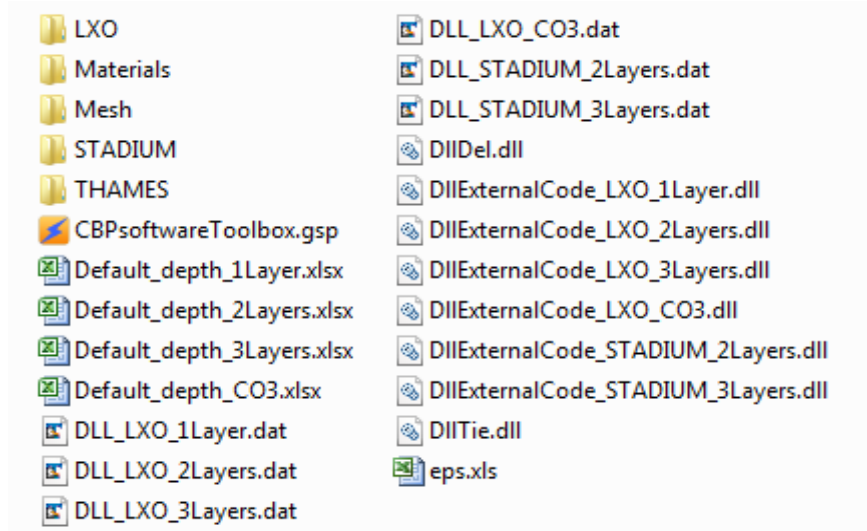 LXO
Materials
Mesh
STADIUM
THAMES
CBPsoftwareToolbox.gsp
Default_depth_1Layer.xlsx
Default_depth_2Layers.xlsx
Default_depth_3Layers.xlsx
Default_depth_CO3.xlsx
DLL_LXO_1Layer.dat
DLL_LXO_2Layers.dat
DLL_LXO_3Layers.dat
DLL_LXO_CO3.dat
DLL_STADIUM_2Layers.dat
DLL_STADIUM_3Layers.dat
DllDel.dll
DllExternalCode_LXO_1Layer.dll
DllExternalCode_LXO_2Layers.dll
DllExternalCode_LXO_3Layers.dll
DllExternalCode_LXO_CO3.dll
DllExternalCode_STADIUM_2Layers.dll
DllExternalCode_STADIUM_3Layers.dll
DllTie.dll
eps.xls